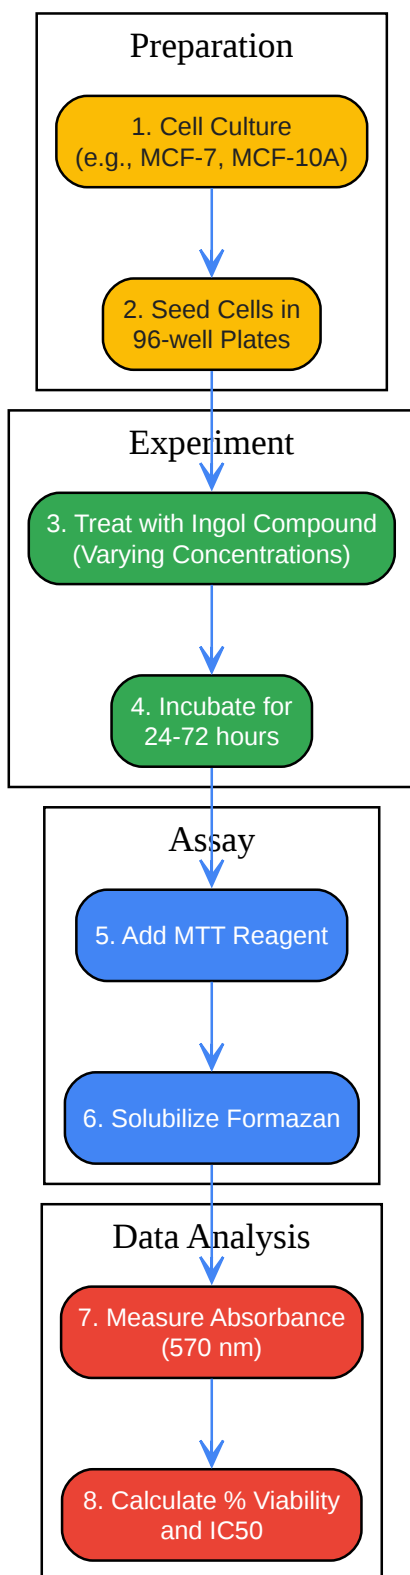 Preparation
1. Cell Culture
(e.g., MCF-7, MCF-10A)
2. Seed Cells in
96-well Plates
Experiment
3. Treat with Ingol Compound
(Varying Concentrations)
4. Incubate for
24-72 hours
Assay
5. Add MTT Reagent
6. Solubilize Formazan
Data Analysis
7. Measure Absorbance
(570 nm)
8. Calculate % Viability
and IC50